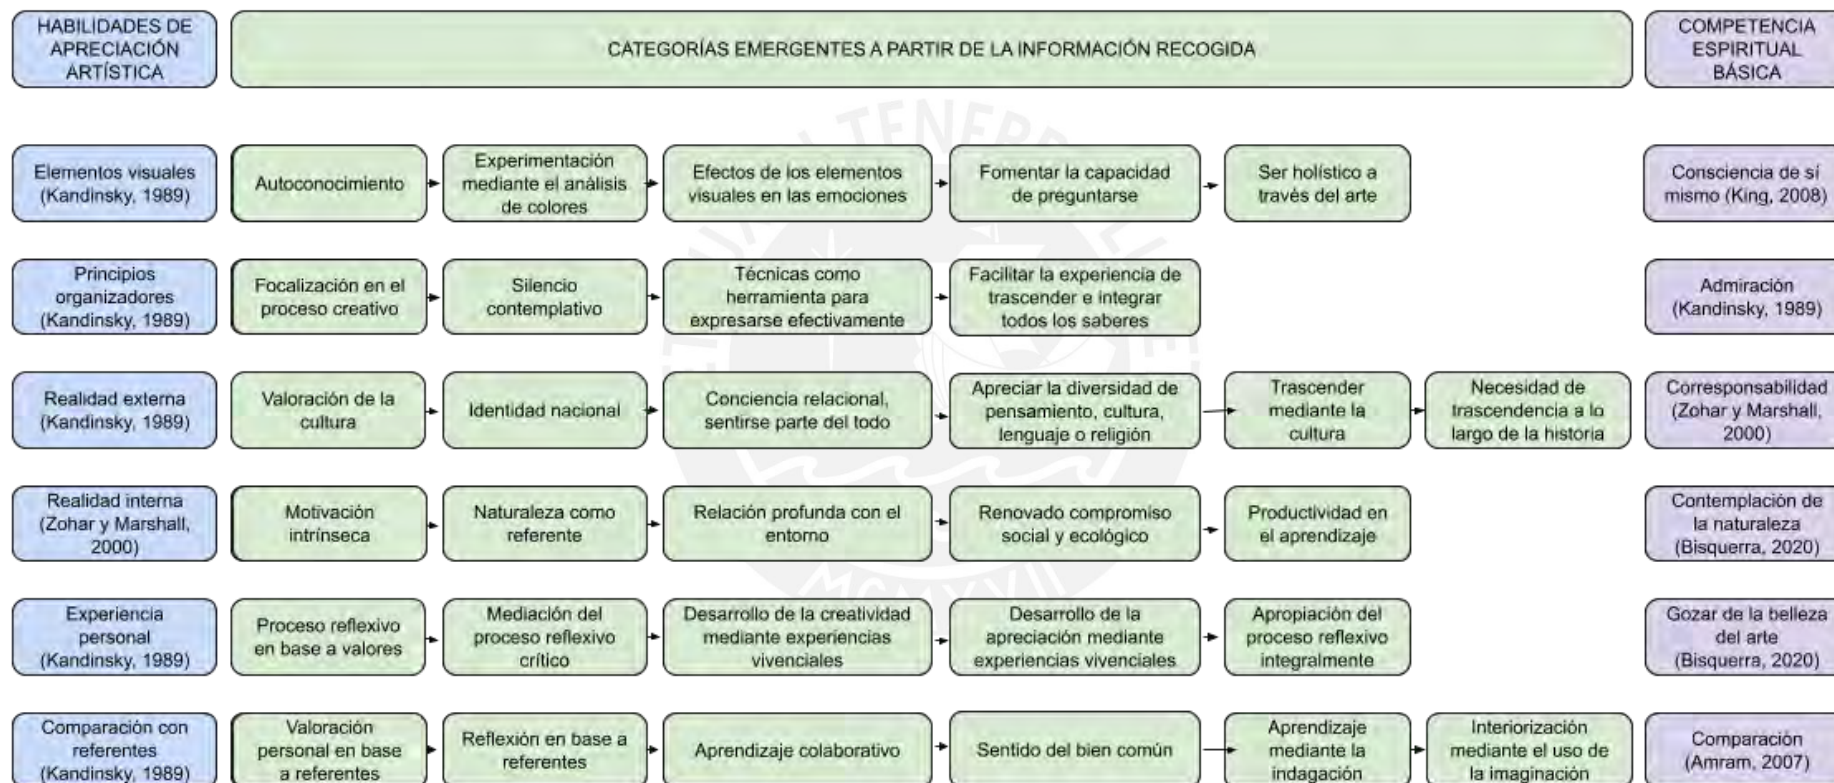 HABILIDADES DE
APRECIACIÓN
ARTÍSTICA
CATEGORÍAS EMERGENTES A PARTIR DE LA INFORMACIÓN RECOGIDA
COMPETENCIA
ESPIRITUAL
BÁSICA
Elementos visuales
(Kandinsky, 1989)
Autoconocimiento
Experimentación
mediante el análisis
de colores
Efectos de los elementos
visuales en las emociones
Fomentar la capacidad
de preguntarse
Ser holístico a
través del arte
Consciencia de sí
mismo (King, 2008)
Principios
organizadores
(Kandinsky, 1989)
Focalización en el
proceso creativo
Silencio
contemplativo
Técnicas como
herramienta para
expresarse efectivamente
Facilitar la experiencia de
trascender e integrar
todos los saberes
Admiración
(Kandinsky, 1989)
Realidad externa
(Kandinsky, 1989)
Valoración de la
cultura
Identidad nacional
Conciencia relacional,
sentirse parte del todo
Apreciar la diversidad de
pensamiento, cultura,
lenguaje o religión
Trascender
mediante la
cultura
Necesidad de
trascendencia a lo
largo de la historia
Corresponsabilidad
(Zohar y Marshall,
2000)
Realidad interna
(Zohar y Marshall,
2000)
Motivación
intrínseca
Naturaleza como
referente
Relación profunda con el
entorno
Renovado compromiso
social y ecológico
Productividad en
el aprendizaje
Contemplación de
la naturaleza
(Bisquerra, 2020)
Experiencia
personal
(Kandinsky, 1989)
Proceso reflexivo
en base a valores
Mediación del
proceso reflexivo
crítico
Desarrollo de la creatividad
mediante experiencias
vivenciales
Desarrollo de la
apreciación mediante
experiencias vivenciales
Apropiación del
proceso reflexivo
integralmente
Gozar de la belleza
del arte
(Bisquerra, 2020)
Comparación con
referentes
(Kandinsky, 1989)
Valoración
personal en base
a referentes
Reflexión en base a
referentes
Aprendizaje colaborativo
Sentido del bien común
Aprendizaje
mediante la
indagación
Interiorización
mediante el uso de
la imaginación
Comparación
(Amram, 2007)